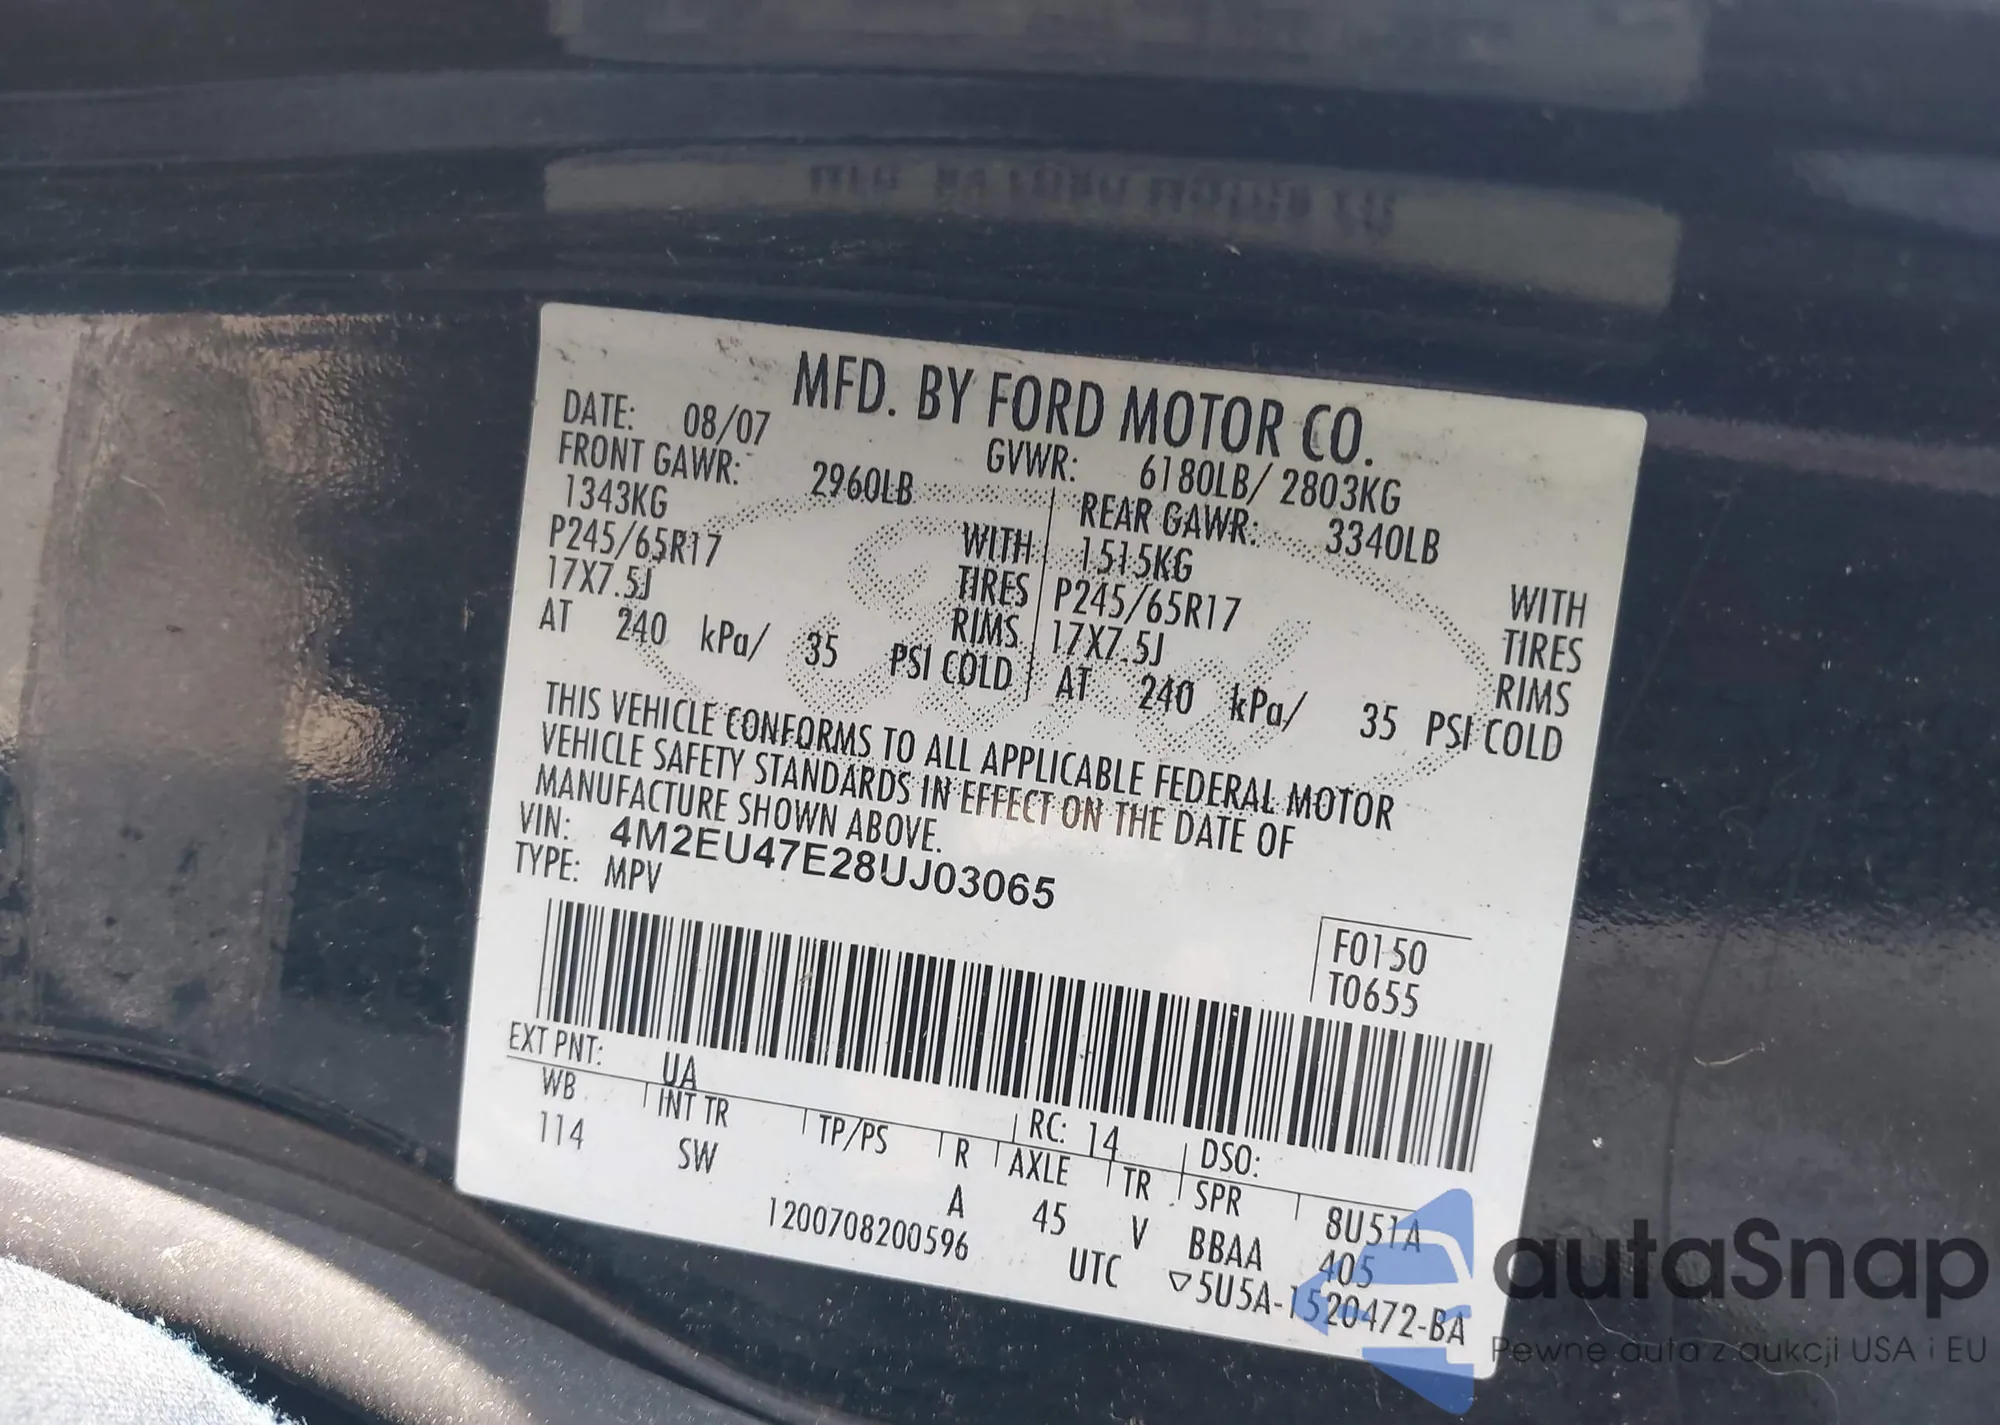 MFD. BY FORD MOTOR CO.
DATE: 08/07 GVWR: 6180LB/ 2803KG
FRONT GAWR: 2960LB REAR GAWR: 3340LB
1343KG WITH 1515KG WITH
P245/65R17 TIRES P245/65R17 TIRES
17X7.5J RIMS 17X7.5J RIMS
AT 240 kPa/ 35 PSI COLD AT 240 kPa/ 35 PSI COLD
THIS VEHICLE CONFORMS TO ALL APPLICABLE FEDERAL MOTOR
VEHICLE SAFETY STANDARDS IN EFFECT ON THE DATE OF
MANUFACTURE SHOWN ABOVE.
VIN: 4M2EU47E28UJ03065
TYPE: MPV
F0150
T0655
EXT PNT: UA RC: 14 DSO:
WB INT TR TP/PS R AXLE TR SPR 8U51A
114 SW A 45 V BBAA 405
1200708200596 UTC ▽5U5A-1520472-BA
autaSnap
Pewne auta z aukcji USA i EU